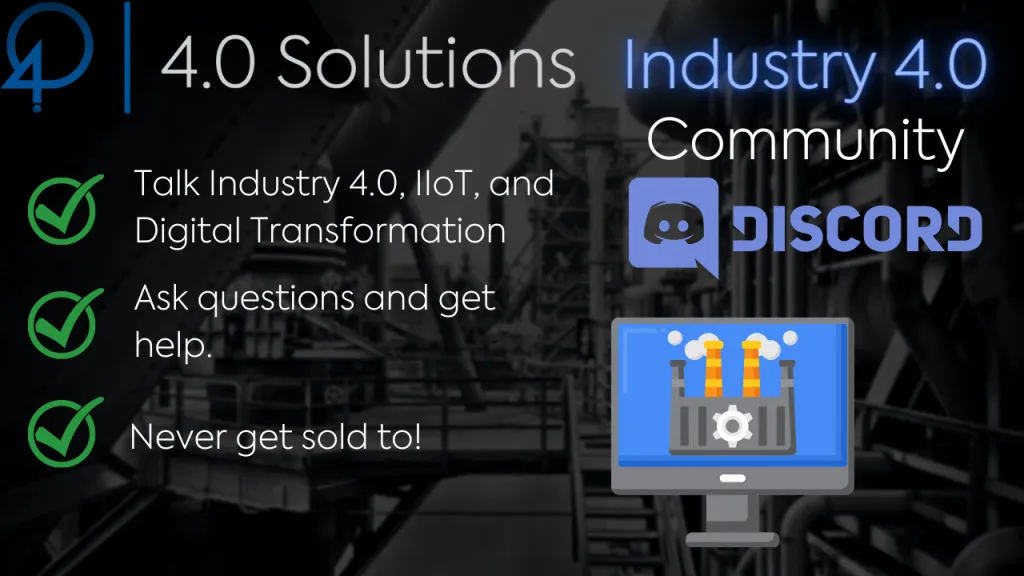 4.0 Solutions
Industry 4.0
Community
DISCORD
Talk Industry 4.0, IIoT, and
Digital Transformation
Ask questions and get
help.
Never get sold to!